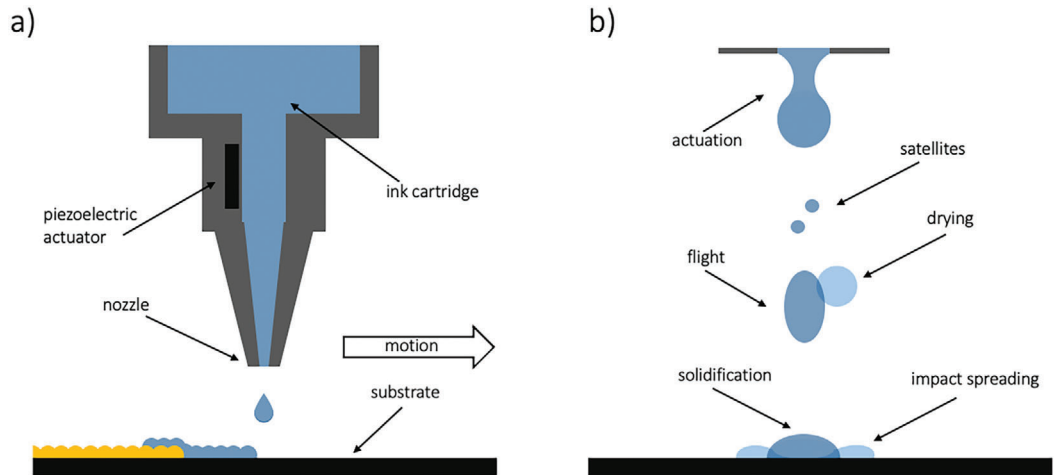 a)
ink cartridge
piezoelectric
actuator
nozzle
motion
substrate
b)
actuation
satellites
drying
flight
solidification
impact spreading